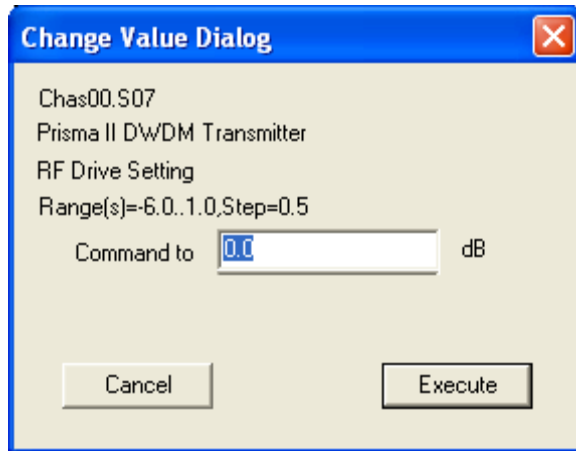 Change Value Dialog
Chas00.S07
Prisma II DWDM Transmitter
RF Drive Setting
Range(s)=-6.0..1.0,Step=0.5
Command to 0.0 dB
Cancel Execute